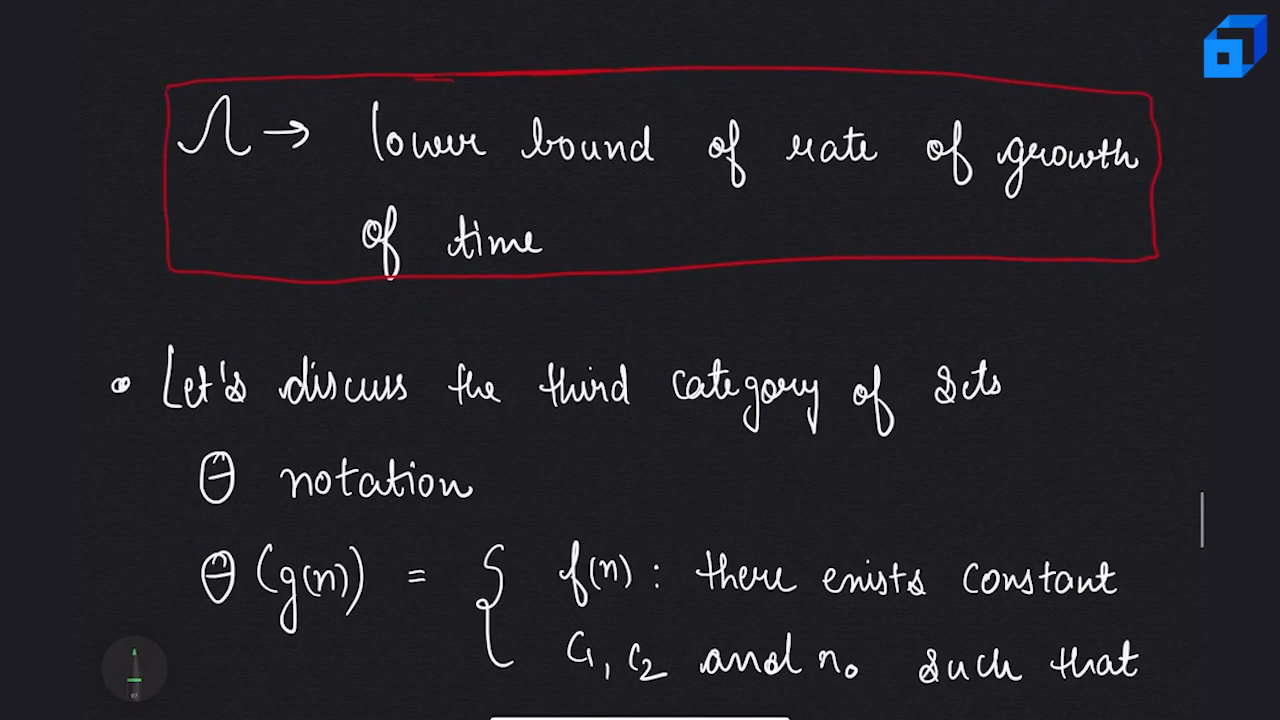 Ω → lower bound of rate of growth
of time
• Let's discuss the third category of sets
θ notation
θ (g(n)) = { f(n) : there exists constant
c1, c2 and n0 such that